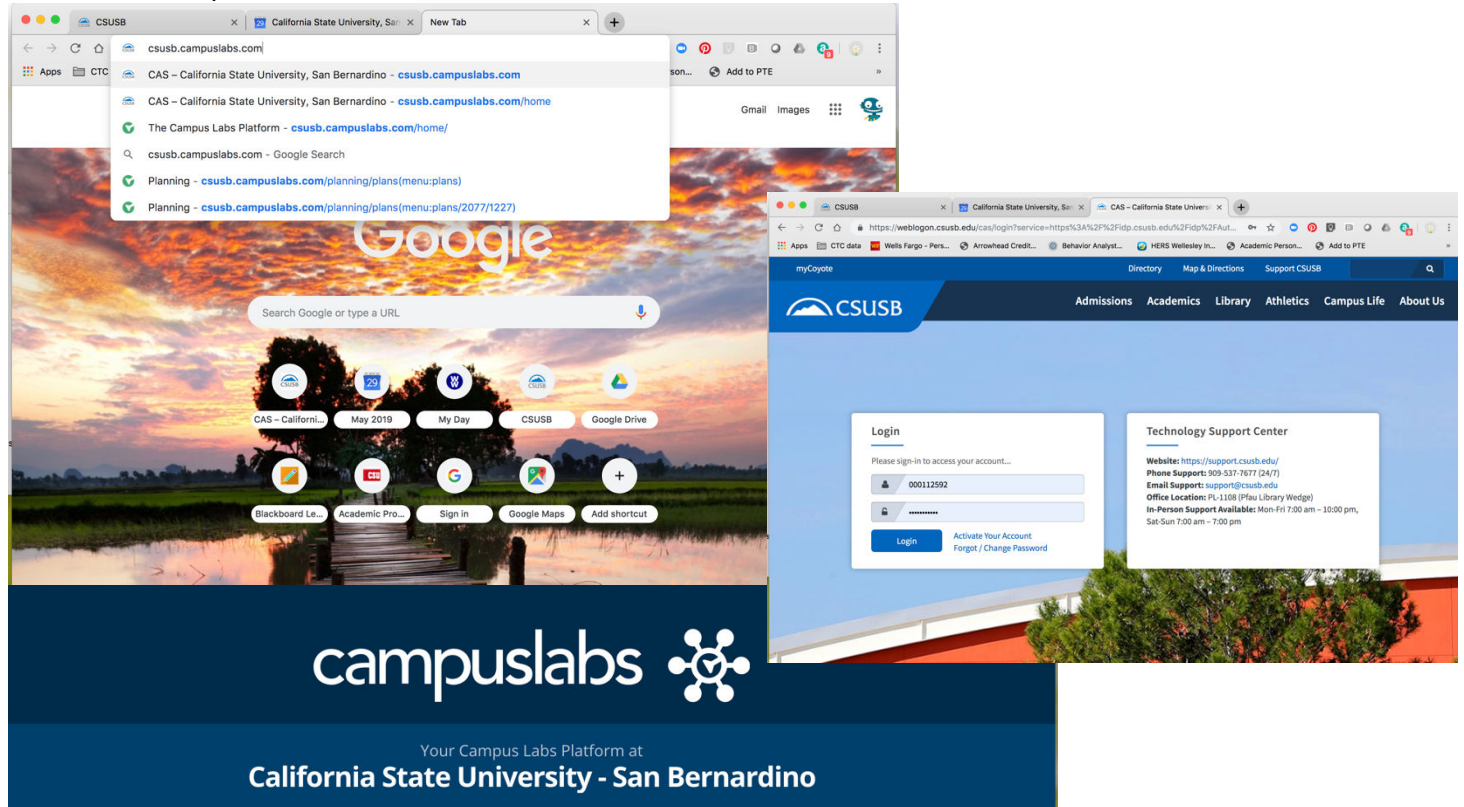 CSUSB
California State University, San
New Tab
csusb.campuslabs.com
Apps
CTC
CAS – California State University, San Bernardino - csusb.campuslabs.com
son...
Add to PTE
CAS – California State University, San Bernardino - csusb.campuslabs.com/home
The Campus Labs Platform - csusb.campuslabs.com/home/
csusb.campuslabs.com - Google Search
Planning - csusb.campuslabs.com/planning/plans(menu:plans)
Planning - csusb.campuslabs.com/planning/plans(menu:plans/2077/1227)
Gmail
Images
Google
Search Google or type a URL
CSUSB
29
CSUSB
CAS – Californi...
May 2019
My Day
CSUSB
Google Drive
CSU
Blackboard Le...
Academic Pro...
Sign in
Google Maps
Add shortcut
CSUSB
California State University, San
CAS – California State Universi
https://weblogon.csusb.edu/cas/login?service=https%3A%2F%2Fidp.csusb.edu%2Fidp%2FAut...
Apps
CTC data
Wells Fargo - Pers...
Arrowhead Credit...
Behavior Analyst...
HERS Wellesley In...
Academic Person...
Add to PTE
myCoyote
Directory
Map & Directions
Support CSUSB
CSUSB
Admissions
Academics
Library
Athletics
Campus Life
About Us
Login
Please sign-in to access your account...
000112592
Login
Activate Your Account
Forgot / Change Password
Technology Support Center
Website: https://support.csusb.edu/
Phone Support: 909-537-7677 (24/7)
Email Support: support@csusb.edu
Office Location: PL-1108 (Pfau Library Wedge)
In-Person Support Available: Mon-Fri 7:00 am – 10:00 pm,
Sat-Sun 7:00 am – 7:00 pm
campuslabs
Your Campus Labs Platform at
California State University - San Bernardino